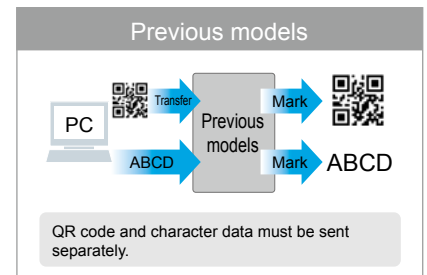 Previous models
Transfer
Mark
PC
Previous
models
ABCD
Mark
ABCD
QR code and character data must be sent
separately.